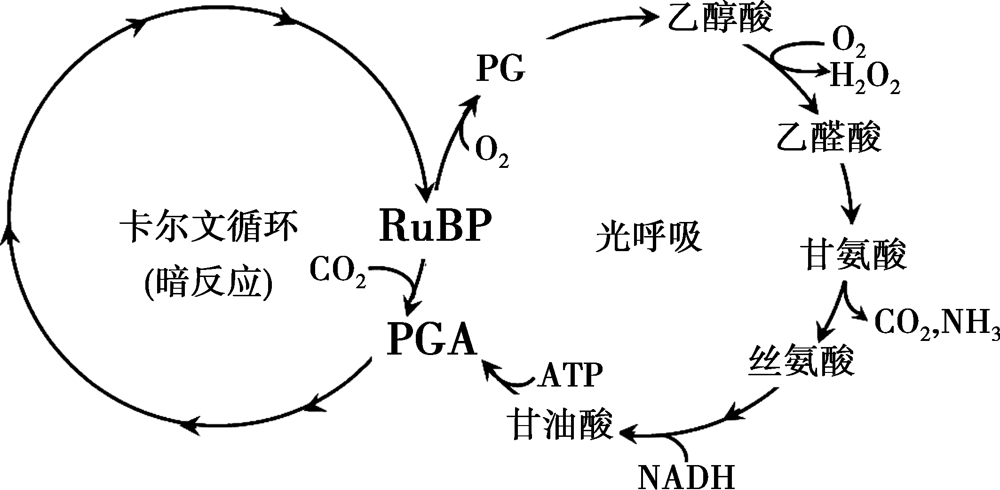 乙醇酸
O₂
PG
H₂O₂
乙醛酸
O₂
卡尔文循环
(暗反应)
RuBP
光呼吸
CO₂
甘氨酸
CO₂,NH₃
PGA
丝氨酸
ATP
甘油酸
NADH